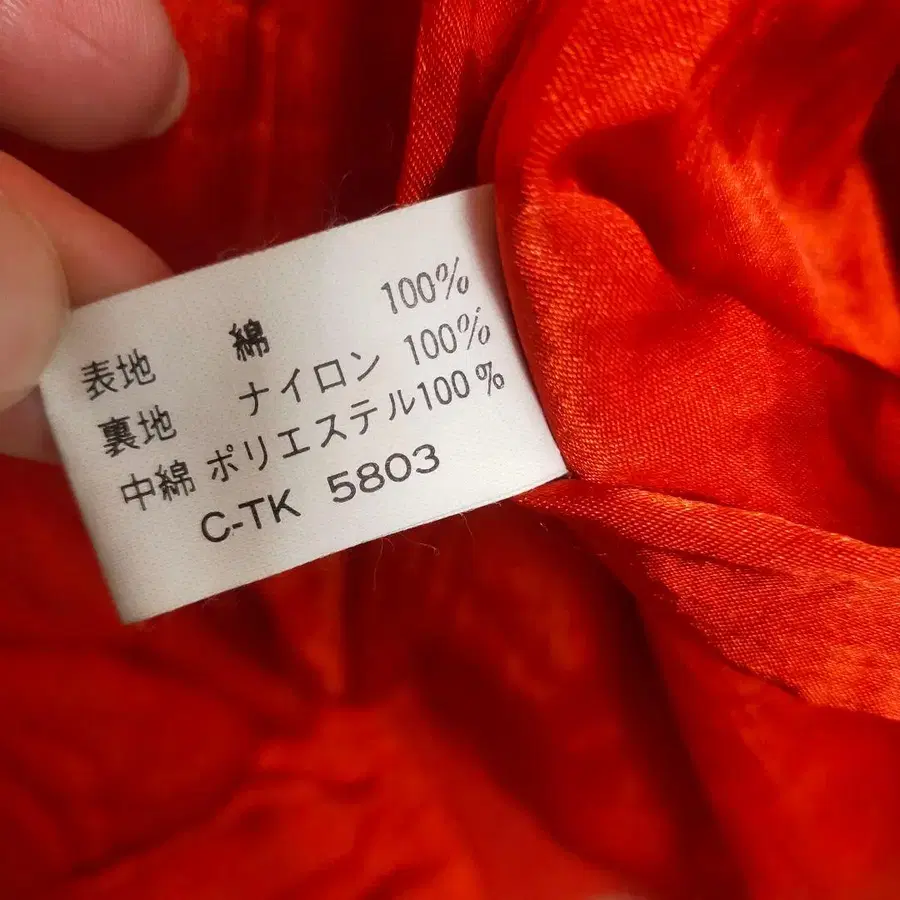 表地 綿 100%
裏地 ナイロン 100%
中綿 ポリエステル100%
C-TK 5803